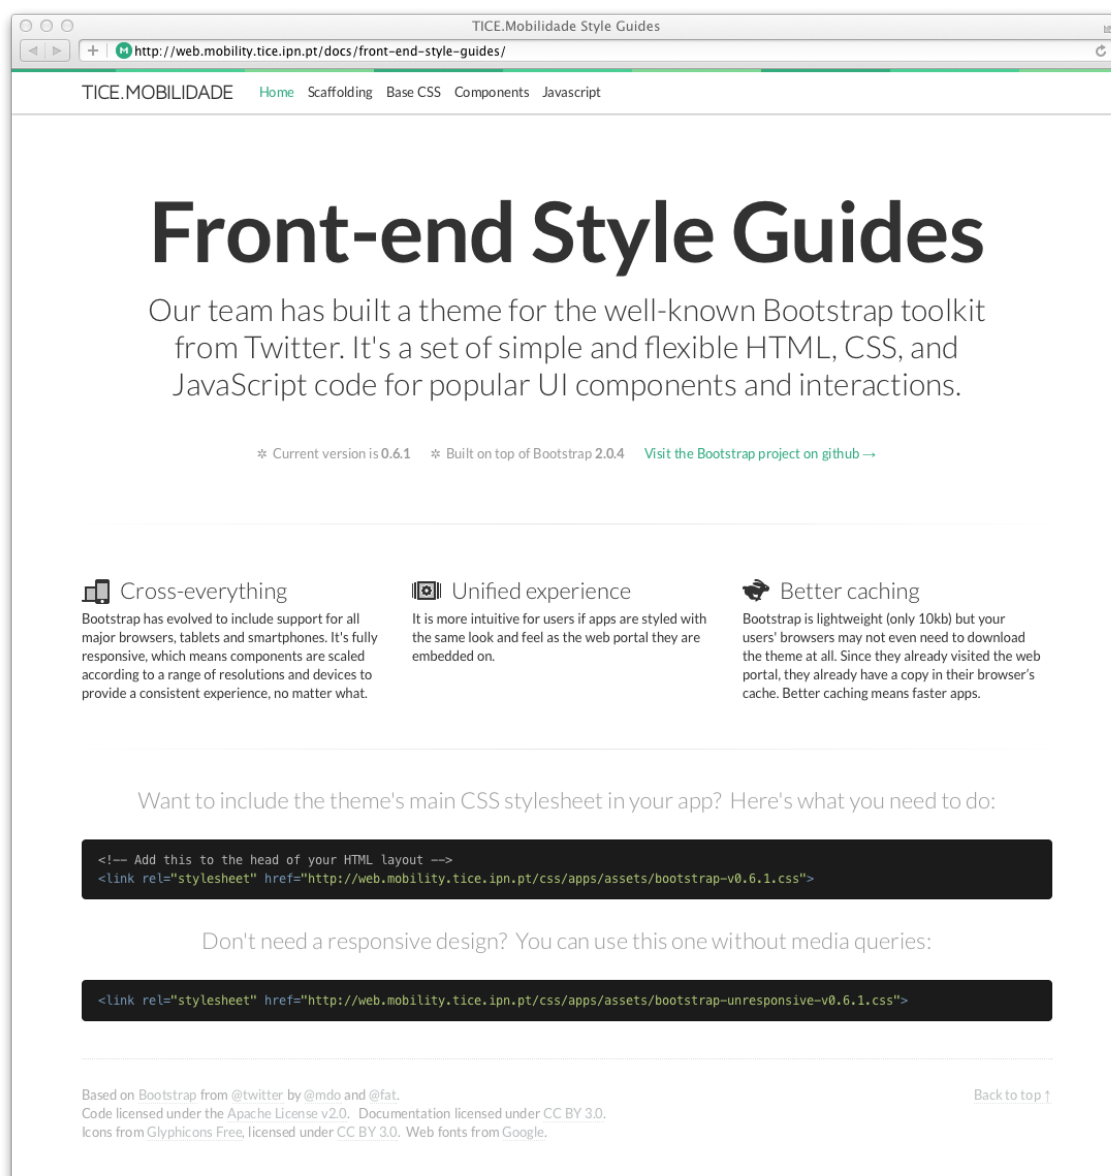 TICE.Mobilidade Style Guides
http://web.mobility.tice.ipn.pt/docs/front-end-style-guides/
TICE.MOBILIDADE Home Scaffolding Base CSS Components Javascript
Front-end Style Guides
Our team has built a theme for the well-known Bootstrap toolkit
from Twitter. It's a set of simple and flexible HTML, CSS, and
JavaScript code for popular UI components and interactions.
✲ Current version is 0.6.1 ✲ Built on top of Bootstrap 2.0.4 Visit the Bootstrap project on github →
Cross-everything
Bootstrap has evolved to include support for all
major browsers, tablets and smartphones. It's fully
responsive, which means components are scaled
according to a range of resolutions and devices to
provide a consistent experience, no matter what.
Unified experience
It is more intuitive for users if apps are styled with
the same look and feel as the web portal they are
embedded on.
Better caching
Bootstrap is lightweight (only 10kb) but your
users' browsers may not even need to download
the theme at all. Since they already visited the web
portal, they already have a copy in their browser's
cache. Better caching means faster apps.
Want to include the theme's main CSS stylesheet in your app? Here's what you need to do:
<!-- Add this to the head of your HTML layout -->
<link rel="stylesheet" href="http://web.mobility.tice.ipn.pt/css/apps/assets/bootstrap-v0.6.1.css">
Don't need a responsive design? You can use this one without media queries:
<link rel="stylesheet" href="http://web.mobility.tice.ipn.pt/css/apps/assets/bootstrap-unresponsive-v0.6.1.css">
Based on Bootstrap from @twitter by @mdo and @fat.
Code licensed under the Apache License v2.0. Documentation licensed under CC BY 3.0.
Icons from Glyphicons Free, licensed under CC BY 3.0. Web fonts from Google.
Back to top ↑